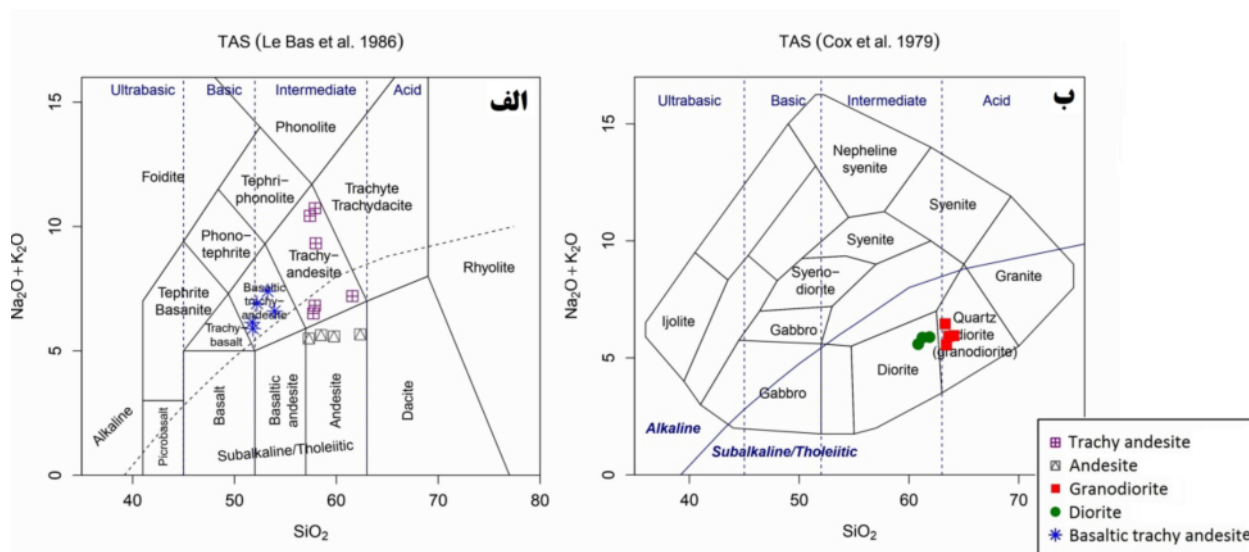 TAS (Le Bas et al. 1986)
الف
Ultrabasic
Basic
Intermediate
Acid
Phonolite
Foidite
Tephri−
phonolite
Trachyte
Trachydacite
Phono−
tephrite
Trachy−
andesite
Rhyolite
Tephrite
Basanite
Basaltic
trachy−
andesite
Trachy−
basalt
Basalt
Basaltic
andesite
Andesite
Dacite
Alkaline
Picrobasalt
Subalkaline/Tholeiitic
Na₂O + K₂O
0
5
10
15
40
50
60
70
80
SiO₂
TAS (Cox et al. 1979)
ب
Ultrabasic
Basic
Intermediate
Acid
Nepheline
syenite
Syenite
Syenite
Syeno−
diorite
Granite
Ijolite
Gabbro
Quartz
diorite
(granodiorite)
Diorite
Gabbro
Alkaline
Subalkaline/Tholeiitic
Na₂O + K₂O
0
5
10
15
40
50
60
70
SiO₂
Trachy andesite
Andesite
Granodiorite
Diorite
Basaltic trachy andesite